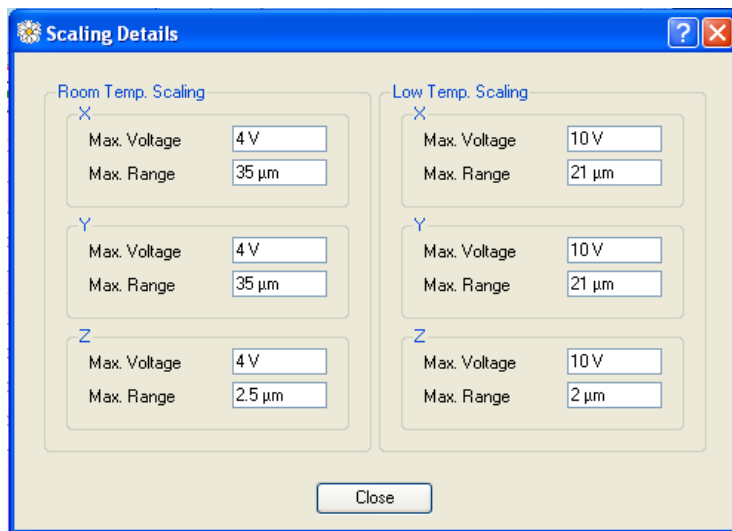 Scaling Details
Room Temp. Scaling
X
Max. Voltage 4 V
Max. Range 35 µm
Y
Max. Voltage 4 V
Max. Range 35 µm
Z
Max. Voltage 4 V
Max. Range 2.5 µm
Low Temp. Scaling
X
Max. Voltage 10 V
Max. Range 21 µm
Y
Max. Voltage 10 V
Max. Range 21 µm
Z
Max. Voltage 10 V
Max. Range 2 µm
Close